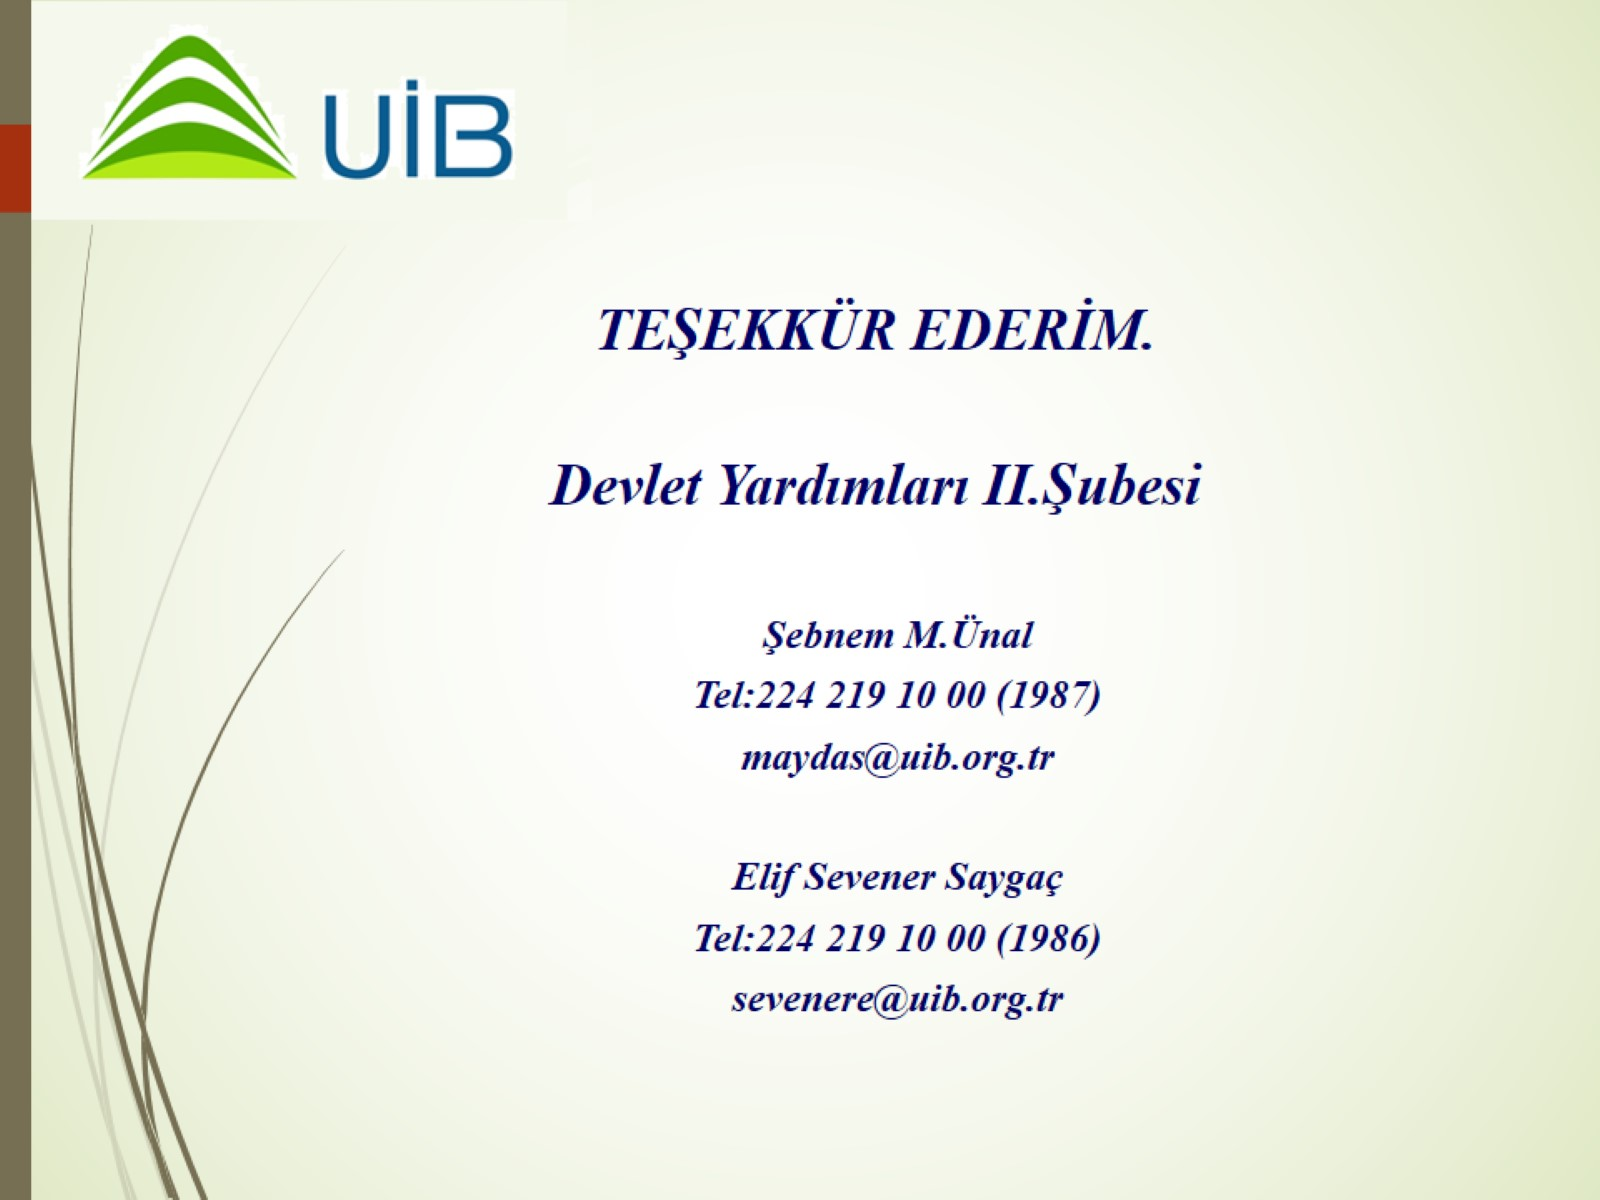 UİB
TEŞEKKÜR EDERİM.
Devlet Yardımları II.Şubesi
Şebnem M.Ünal
Tel:224 219 10 00 (1987)
maydas@uib.org.tr
Elif Sevener Saygaç
Tel:224 219 10 00 (1986)
sevenere@uib.org.tr